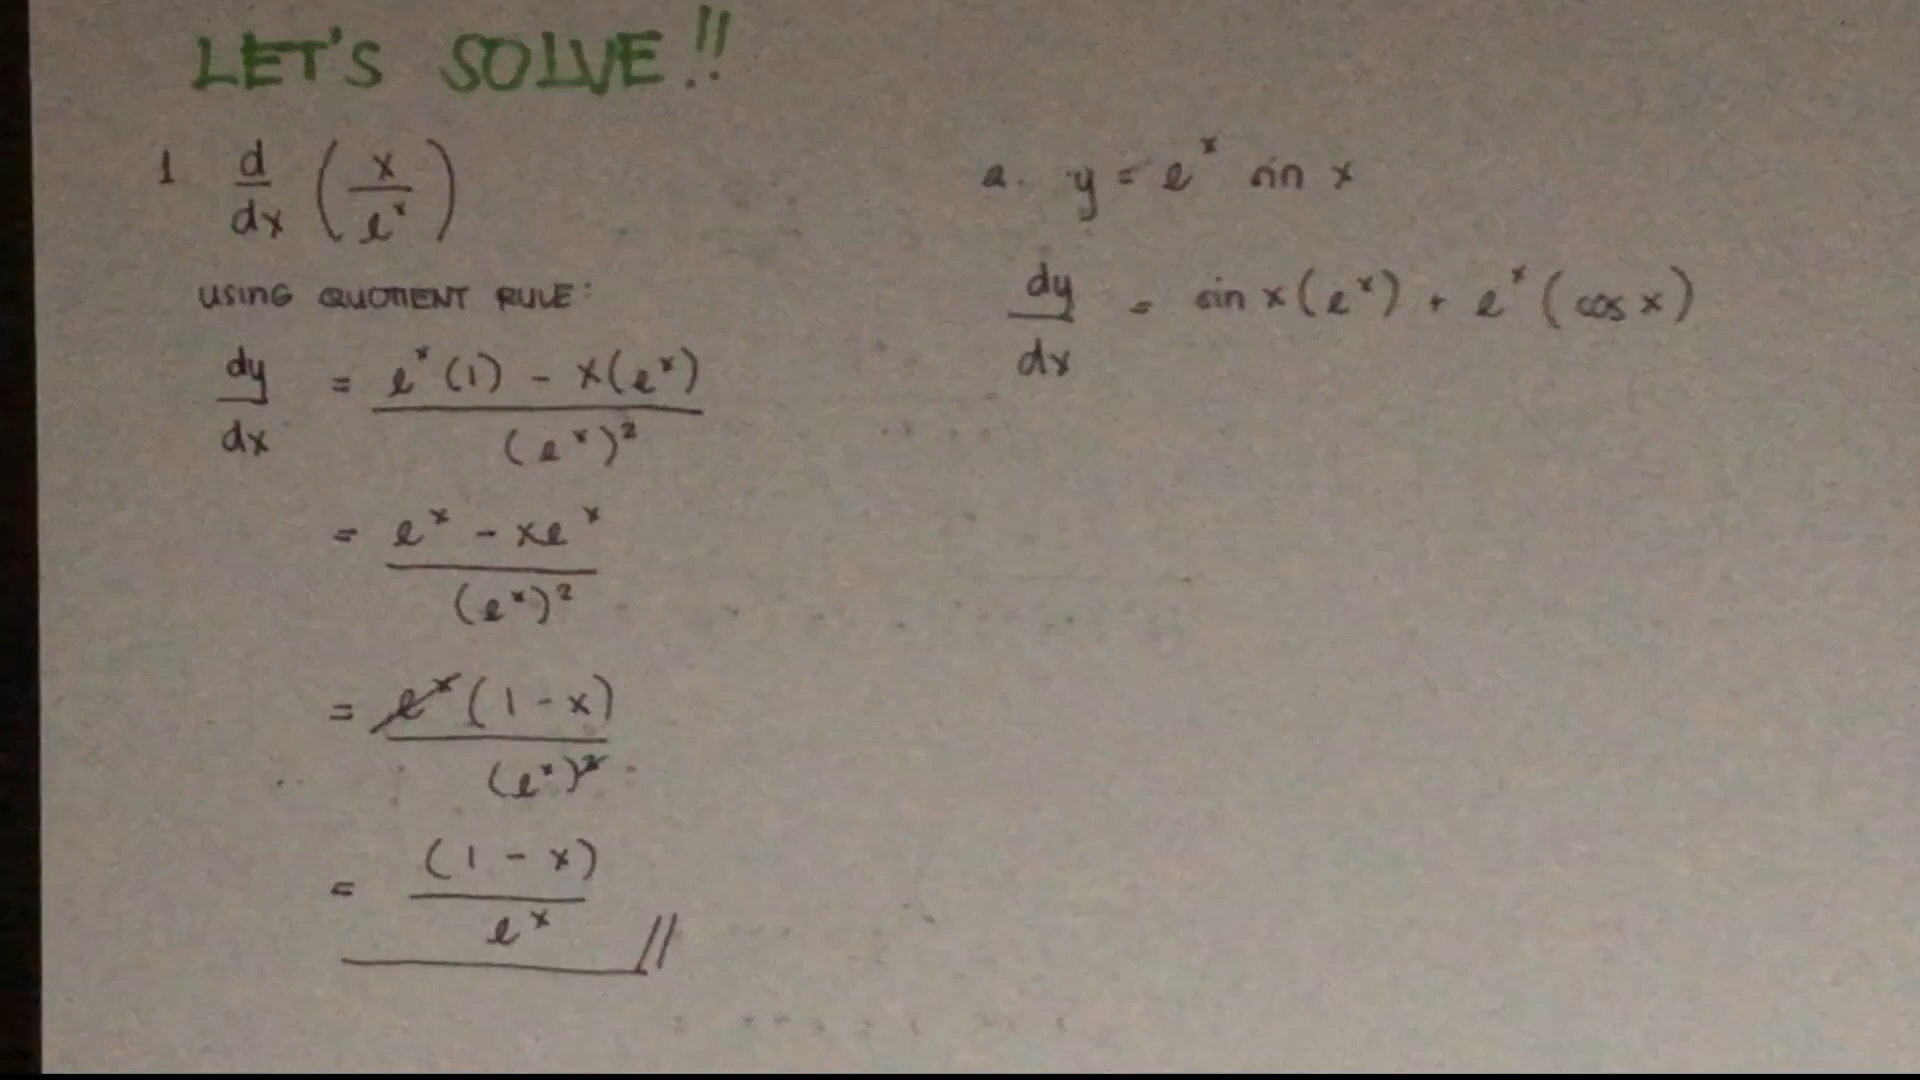 LET'S SOLVE!!
1 d/dx (x/e^x)
USING QUOTIENT RULE:
dy/dx = (e^x(1) - x(e^x))/(e^x)^2
= (e^x - xe^x)/(e^x)^2
= e^x(1-x)/(e^x)^2
= (1-x)/e^x //
2. y = e^x sin x
dy/dx = sin x(e^x) + e^x(cos x)